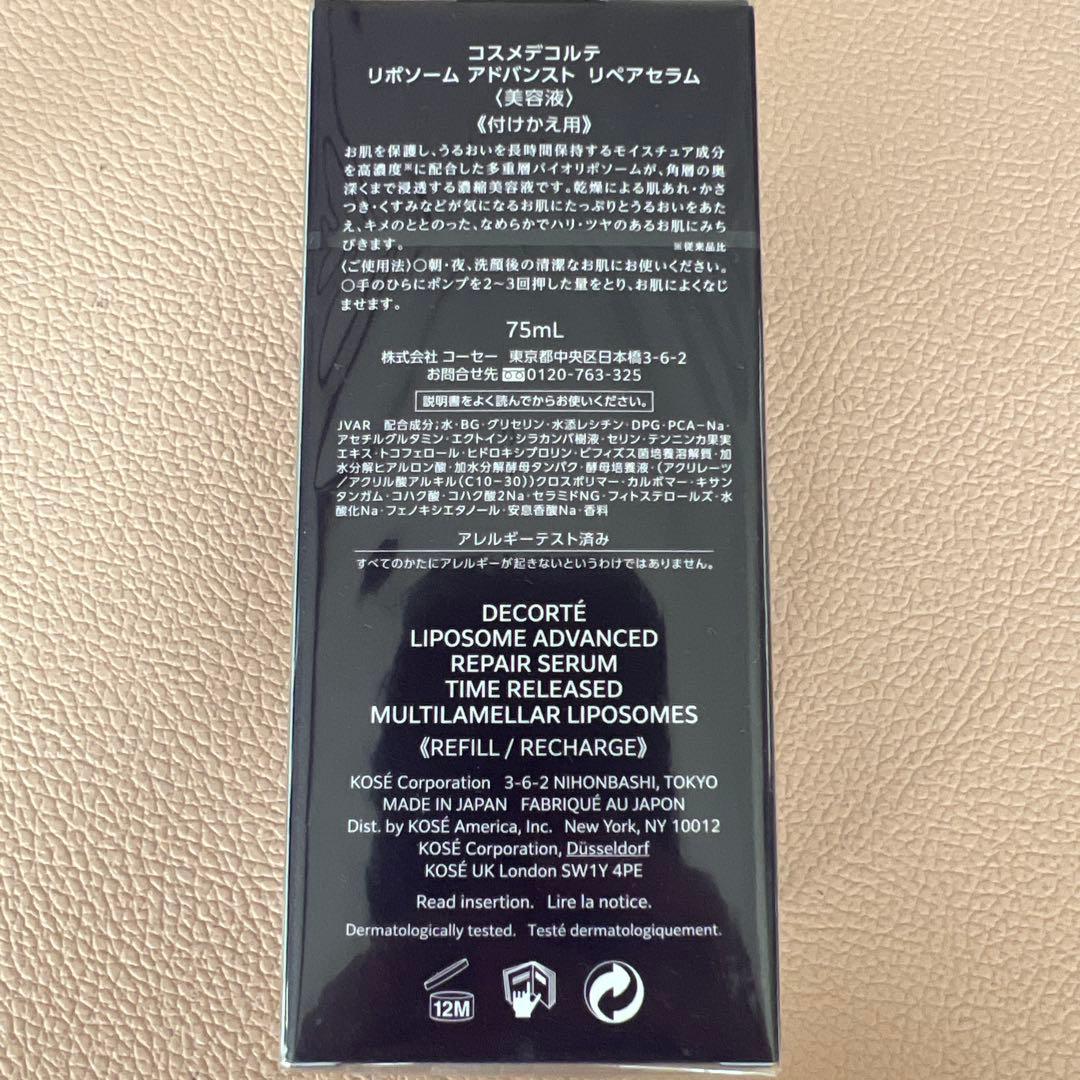 コスメデコルテ
リポソーム アドバンスト リペアセラム
〈美容液〉
《付けかえ用》
お肌を保護し、うるおいを長時間保持するモイスチュア成分
を高濃度※に配合した多重層バイオリポソームが、角層の奥
深くまで浸透する濃縮美容液です。乾燥による肌あれ・かさ
つき・くすみなどが気になるお肌にたっぷりとうるおいをあた
え、キメのととのった、なめらかでハリ・ツヤのあるお肌にみち
びきます。 ※従来品比
〈ご使用法〉○朝・夜、洗顔後の清潔なお肌にお使いください。
○手のひらにポンプを2〜3回押した量をとり、お肌によくなじ
ませます。
75mL
株式会社 コーセー 東京都中央区日本橋3-6-2
お問合せ先 0120-763-325
説明書をよく読んでからお使いください。
JVAR 配合成分;水・BG・グリセリン・水添レシチン・DPG・PCA-Na・
アセチルグルタミン・エクトイン・シラカンバ樹液・セリン・テンニンカ果実
エキス・トコフェロール・ヒドロキシプロリン・ビフィズス菌培養溶解質・加
水分解ヒアルロン酸・加水分解酵母タンパク・酵母培養液・(アクリレーツ
/アクリル酸アルキル(C10-30))クロスポリマー・カルボマー・キサン
タンガム・コハク酸・コハク酸2Na・セラミドNG・フィトステロールズ・水
酸化Na・フェノキシエタノール・安息香酸Na・香料
アレルギーテスト済み
すべてのかたにアレルギーが起きないというわけではありません。
DECORTÉ
LIPOSOME ADVANCED
REPAIR SERUM
TIME RELEASED
MULTILAMELLAR LIPOSOMES
《REFILL / RECHARGE》
KOSÉ Corporation 3-6-2 NIHONBASHI, TOKYO
MADE IN JAPAN FABRIQUÉ AU JAPON
Dist. by KOSÉ America, Inc. New York, NY 10012
KOSÉ Corporation, Düsseldorf
KOSÉ UK London SW1Y 4PE
Read insertion. Lire la notice.
Dermatologically tested. Testé dermatologiquement.
12M